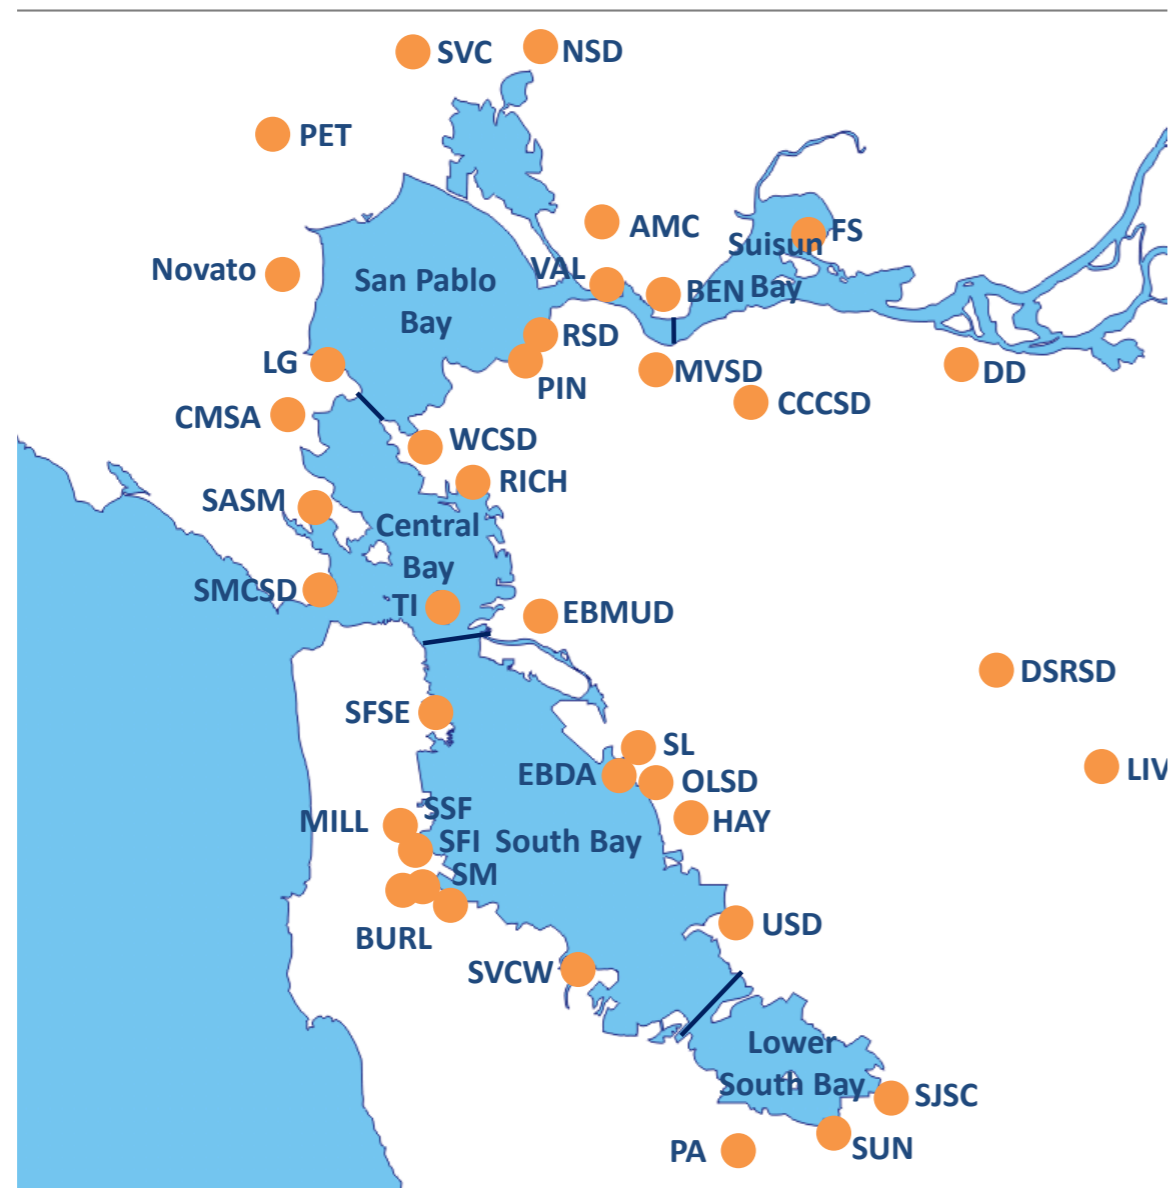 SVC
NSD
PET
AMC
FS
Suisun
Bay
Novato
San Pablo
Bay
VAL
BEN
RSD
LG
PIN
MVSD
DD
CMSA
CCCSD
WCSD
RICH
SASM
Central
Bay
SMCSD
TI
EBMUD
DSRSD
SFSE
SL
EBDA
OLSD
LIV
SSF
MILL
HAY
SFI
South Bay
SM
BURL
USD
SVCW
Lower
South Bay
SJSC
PA
SUN